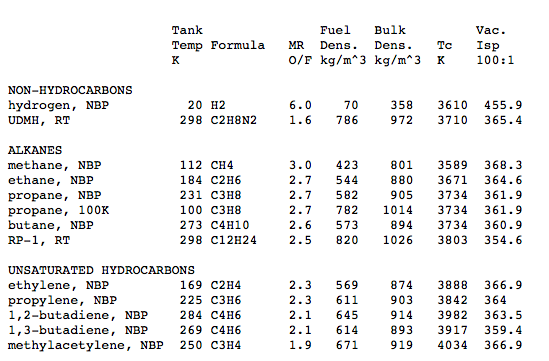 Tank Fuel Bulk Vac.
Temp Formula MR Dens. Dens. Tc Isp
K O/F kg/m^3 kg/m^3 K 100:1
NON-HYDROCARBONS
hydrogen, NBP 20 H2 6.0 70 358 3610 455.9
UDMH, RT 298 C2H8N2 1.6 786 972 3710 365.4
ALKANES
methane, NBP 112 CH4 3.0 423 801 3589 368.3
ethane, NBP 184 C2H6 2.7 544 880 3671 364.6
propane, NBP 231 C3H8 2.7 582 905 3734 361.9
propane, 100K 100 C3H8 2.7 782 1014 3734 361.9
butane, NBP 273 C4H10 2.6 573 894 3734 360.9
RP-1, RT 298 C12H24 2.5 820 1026 3803 354.6
UNSATURATED HYDROCARBONS
ethylene, NBP 169 C2H4 2.3 569 874 3888 366.9
propylene, NBP 225 C3H6 2.3 611 903 3842 364
1,2-butadiene, NBP 284 C4H6 2.1 645 914 3982 363.5
1,3-butadiene, NBP 269 C4H6 2.1 614 893 3917 359.4
methylacetylene, NBP 250 C3H4 1.9 671 919 4034 366.9